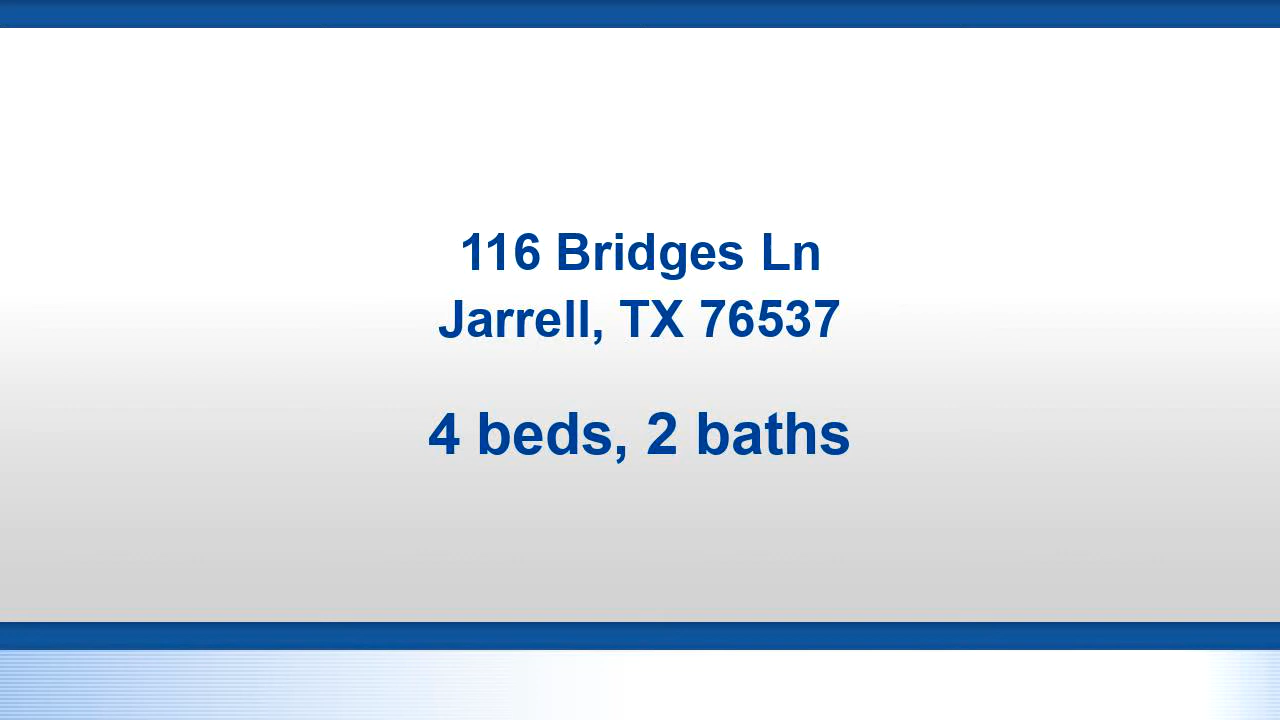 116 Bridges Ln
Jarrell, TX 76537
4 beds, 2 baths